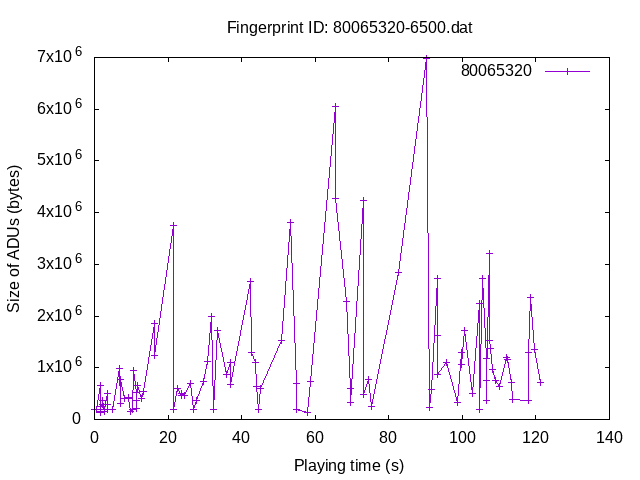 Fingerprint ID: 80065320-6500.dat
80065320
7x10^6
6x10^6
5x10^6
4x10^6
3x10^6
2x10^6
1x10^6
0
Size of ADUs (bytes)
0 20 40 60 80 100 120 140
Playing time (s)